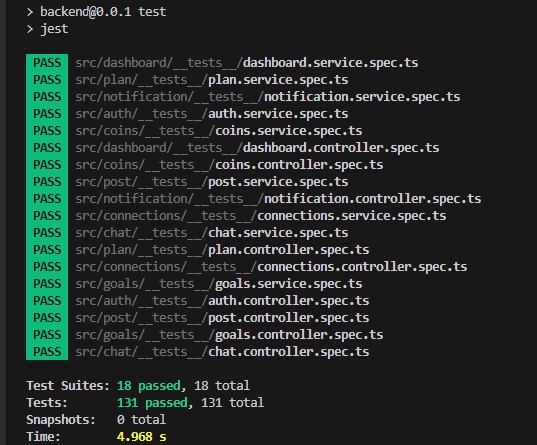 > backend@0.0.1 test
> jest
PASS src/dashboard/__tests__/dashboard.service.spec.ts
PASS src/plan/__tests__/plan.service.spec.ts
PASS src/notification/__tests__/notification.service.spec.ts
PASS src/auth/__tests__/auth.service.spec.ts
PASS src/coins/__tests__/coins.service.spec.ts
PASS src/dashboard/__tests__/dashboard.controller.spec.ts
PASS src/coins/__tests__/coins.controller.spec.ts
PASS src/post/__tests__/post.service.spec.ts
PASS src/notification/__tests__/notification.controller.spec.ts
PASS src/connections/__tests__/connections.service.spec.ts
PASS src/chat/__tests__/chat.service.spec.ts
PASS src/plan/__tests__/plan.controller.spec.ts
PASS src/connections/__tests__/connections.controller.spec.ts
PASS src/goals/__tests__/goals.service.spec.ts
PASS src/auth/__tests__/auth.controller.spec.ts
PASS src/post/__tests__/post.controller.spec.ts
PASS src/goals/__tests__/goals.controller.spec.ts
PASS src/chat/__tests__/chat.controller.spec.ts
Test Suites: 18 passed, 18 total
Tests: 131 passed, 131 total
Snapshots: 0 total
Time: 4.968 s